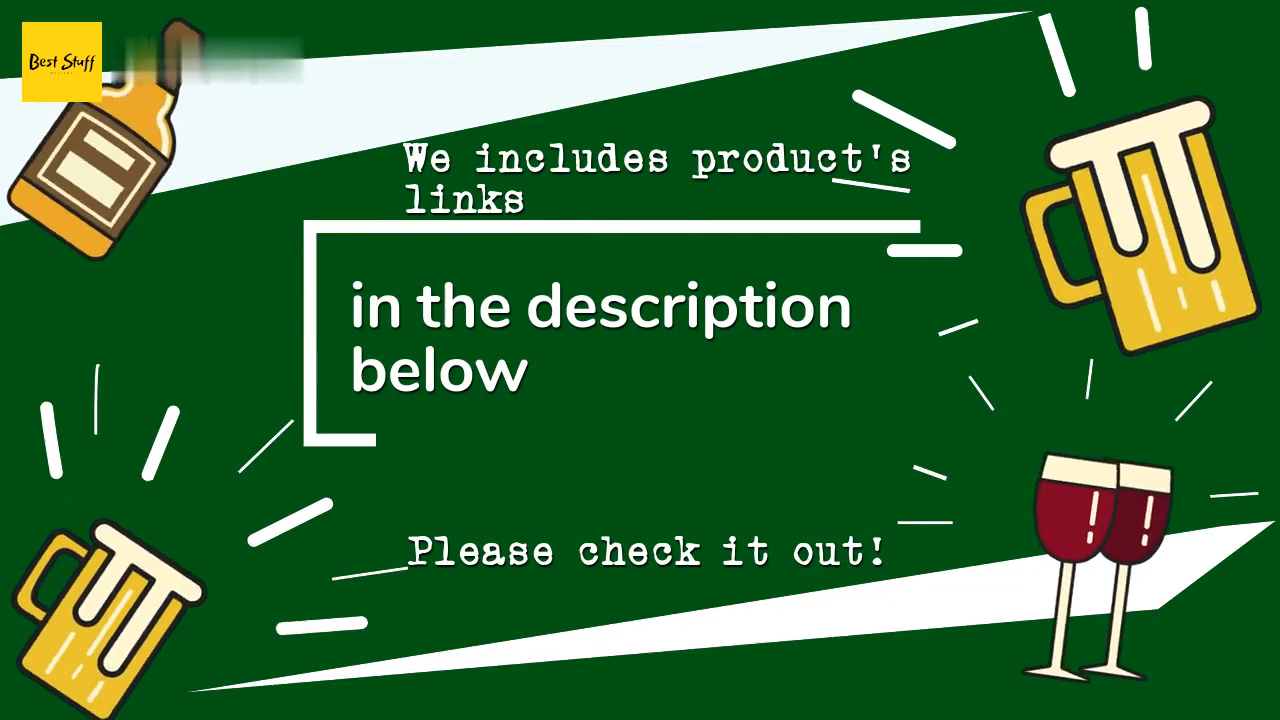 Best Stuff
We includes product's
links
in the description
below
Please check it out!